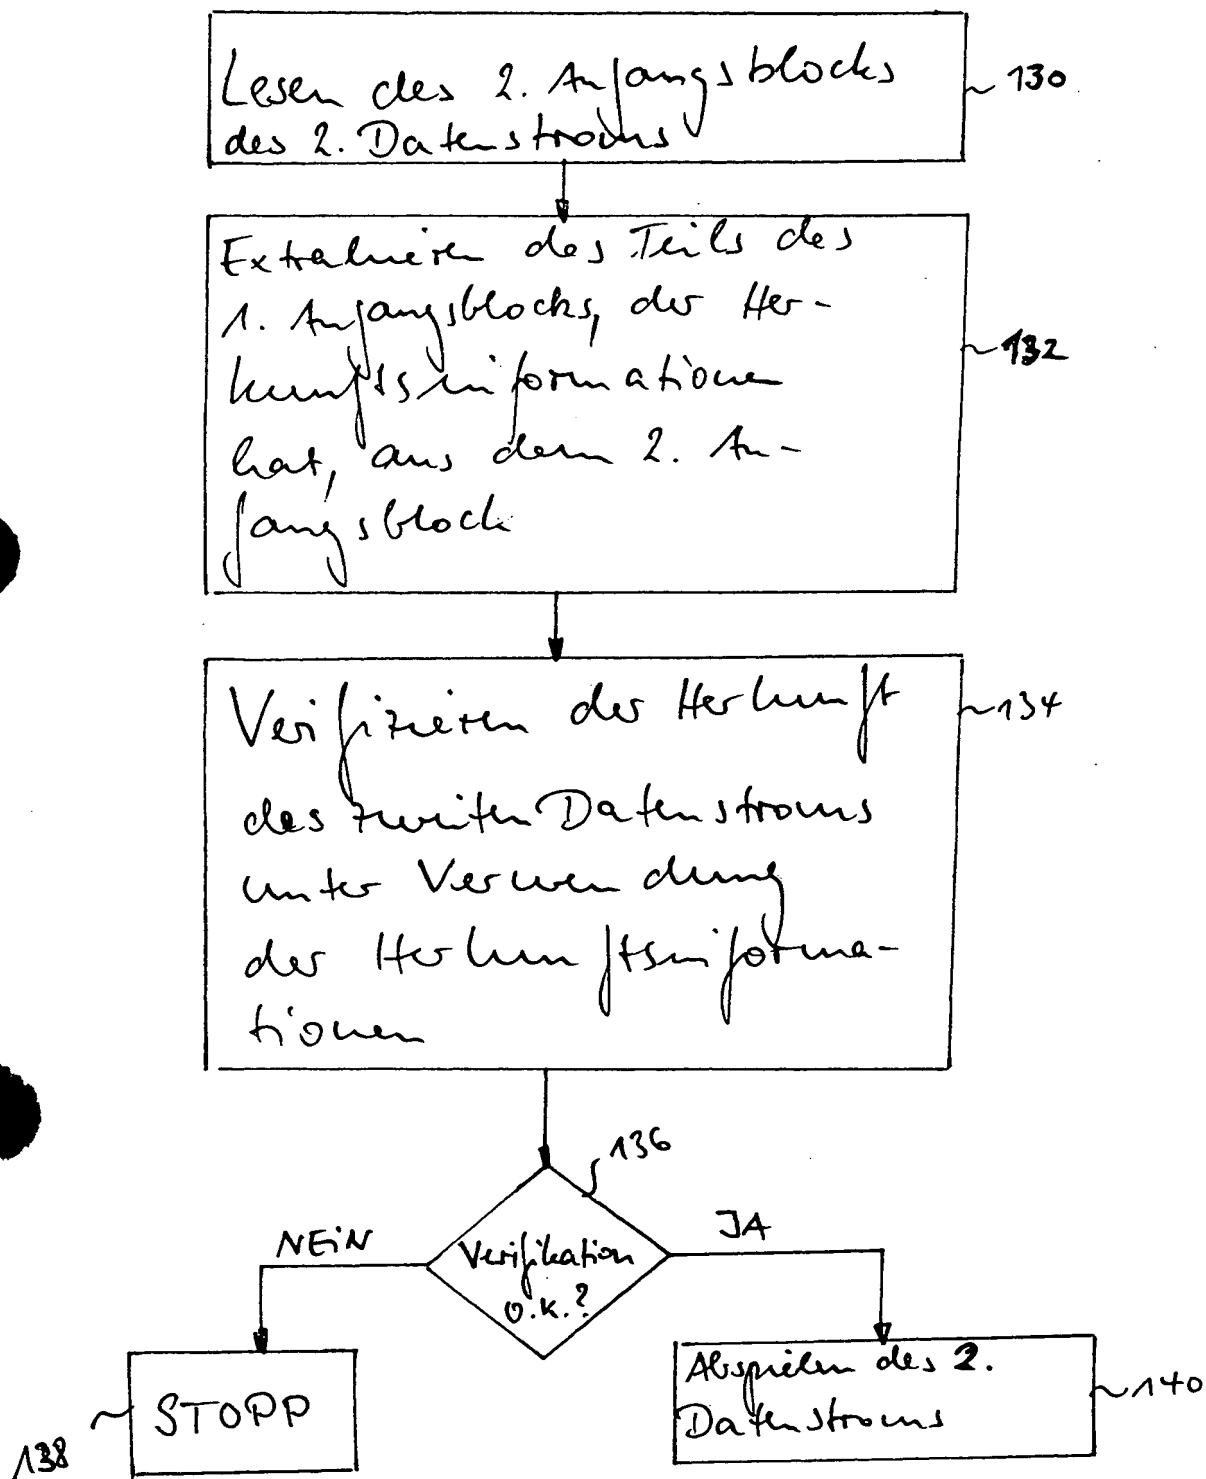 Lesen des 2. Anfangsblocks
des 2. Datenstroms
130
Extrahieren des Teils des
1. Anfangsblocks, der Her-
kunftsinformationen
hat, aus dem 2. An-
fangsblock
132
Verifizieren der Herkunft
des zweiten Datenstroms
unter Verwendung
der Herkunftsinforma-
tionen
134
136
NEIN
Verifikation
o.k.?
JA
STOPP
138
Abspielen des 2.
Datenstroms
140